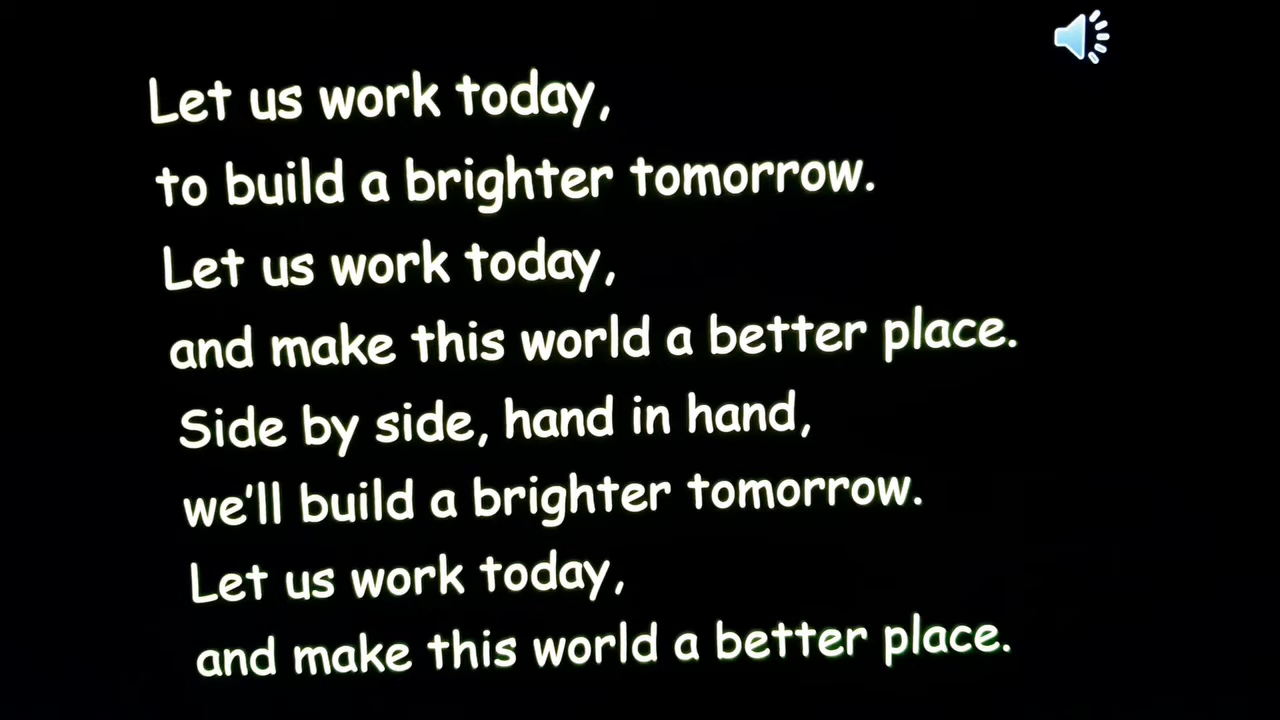 Let us work today,
to build a brighter tomorrow.
Let us work today,
and make this world a better place.
Side by side, hand in hand,
we'll build a brighter tomorrow.
Let us work today,
and make this world a better place.